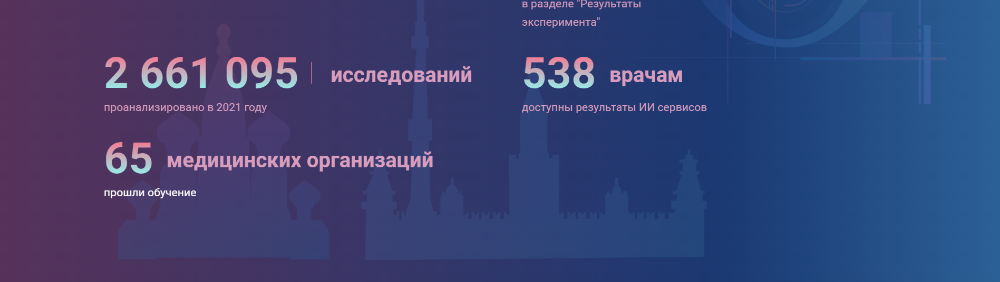 в разделе "Результаты
эксперимента"
2 661 095 | исследований
проанализировано в 2021 году
538 врачам
доступны результаты ИИ сервисов
65 медицинских организаций
прошли обучение